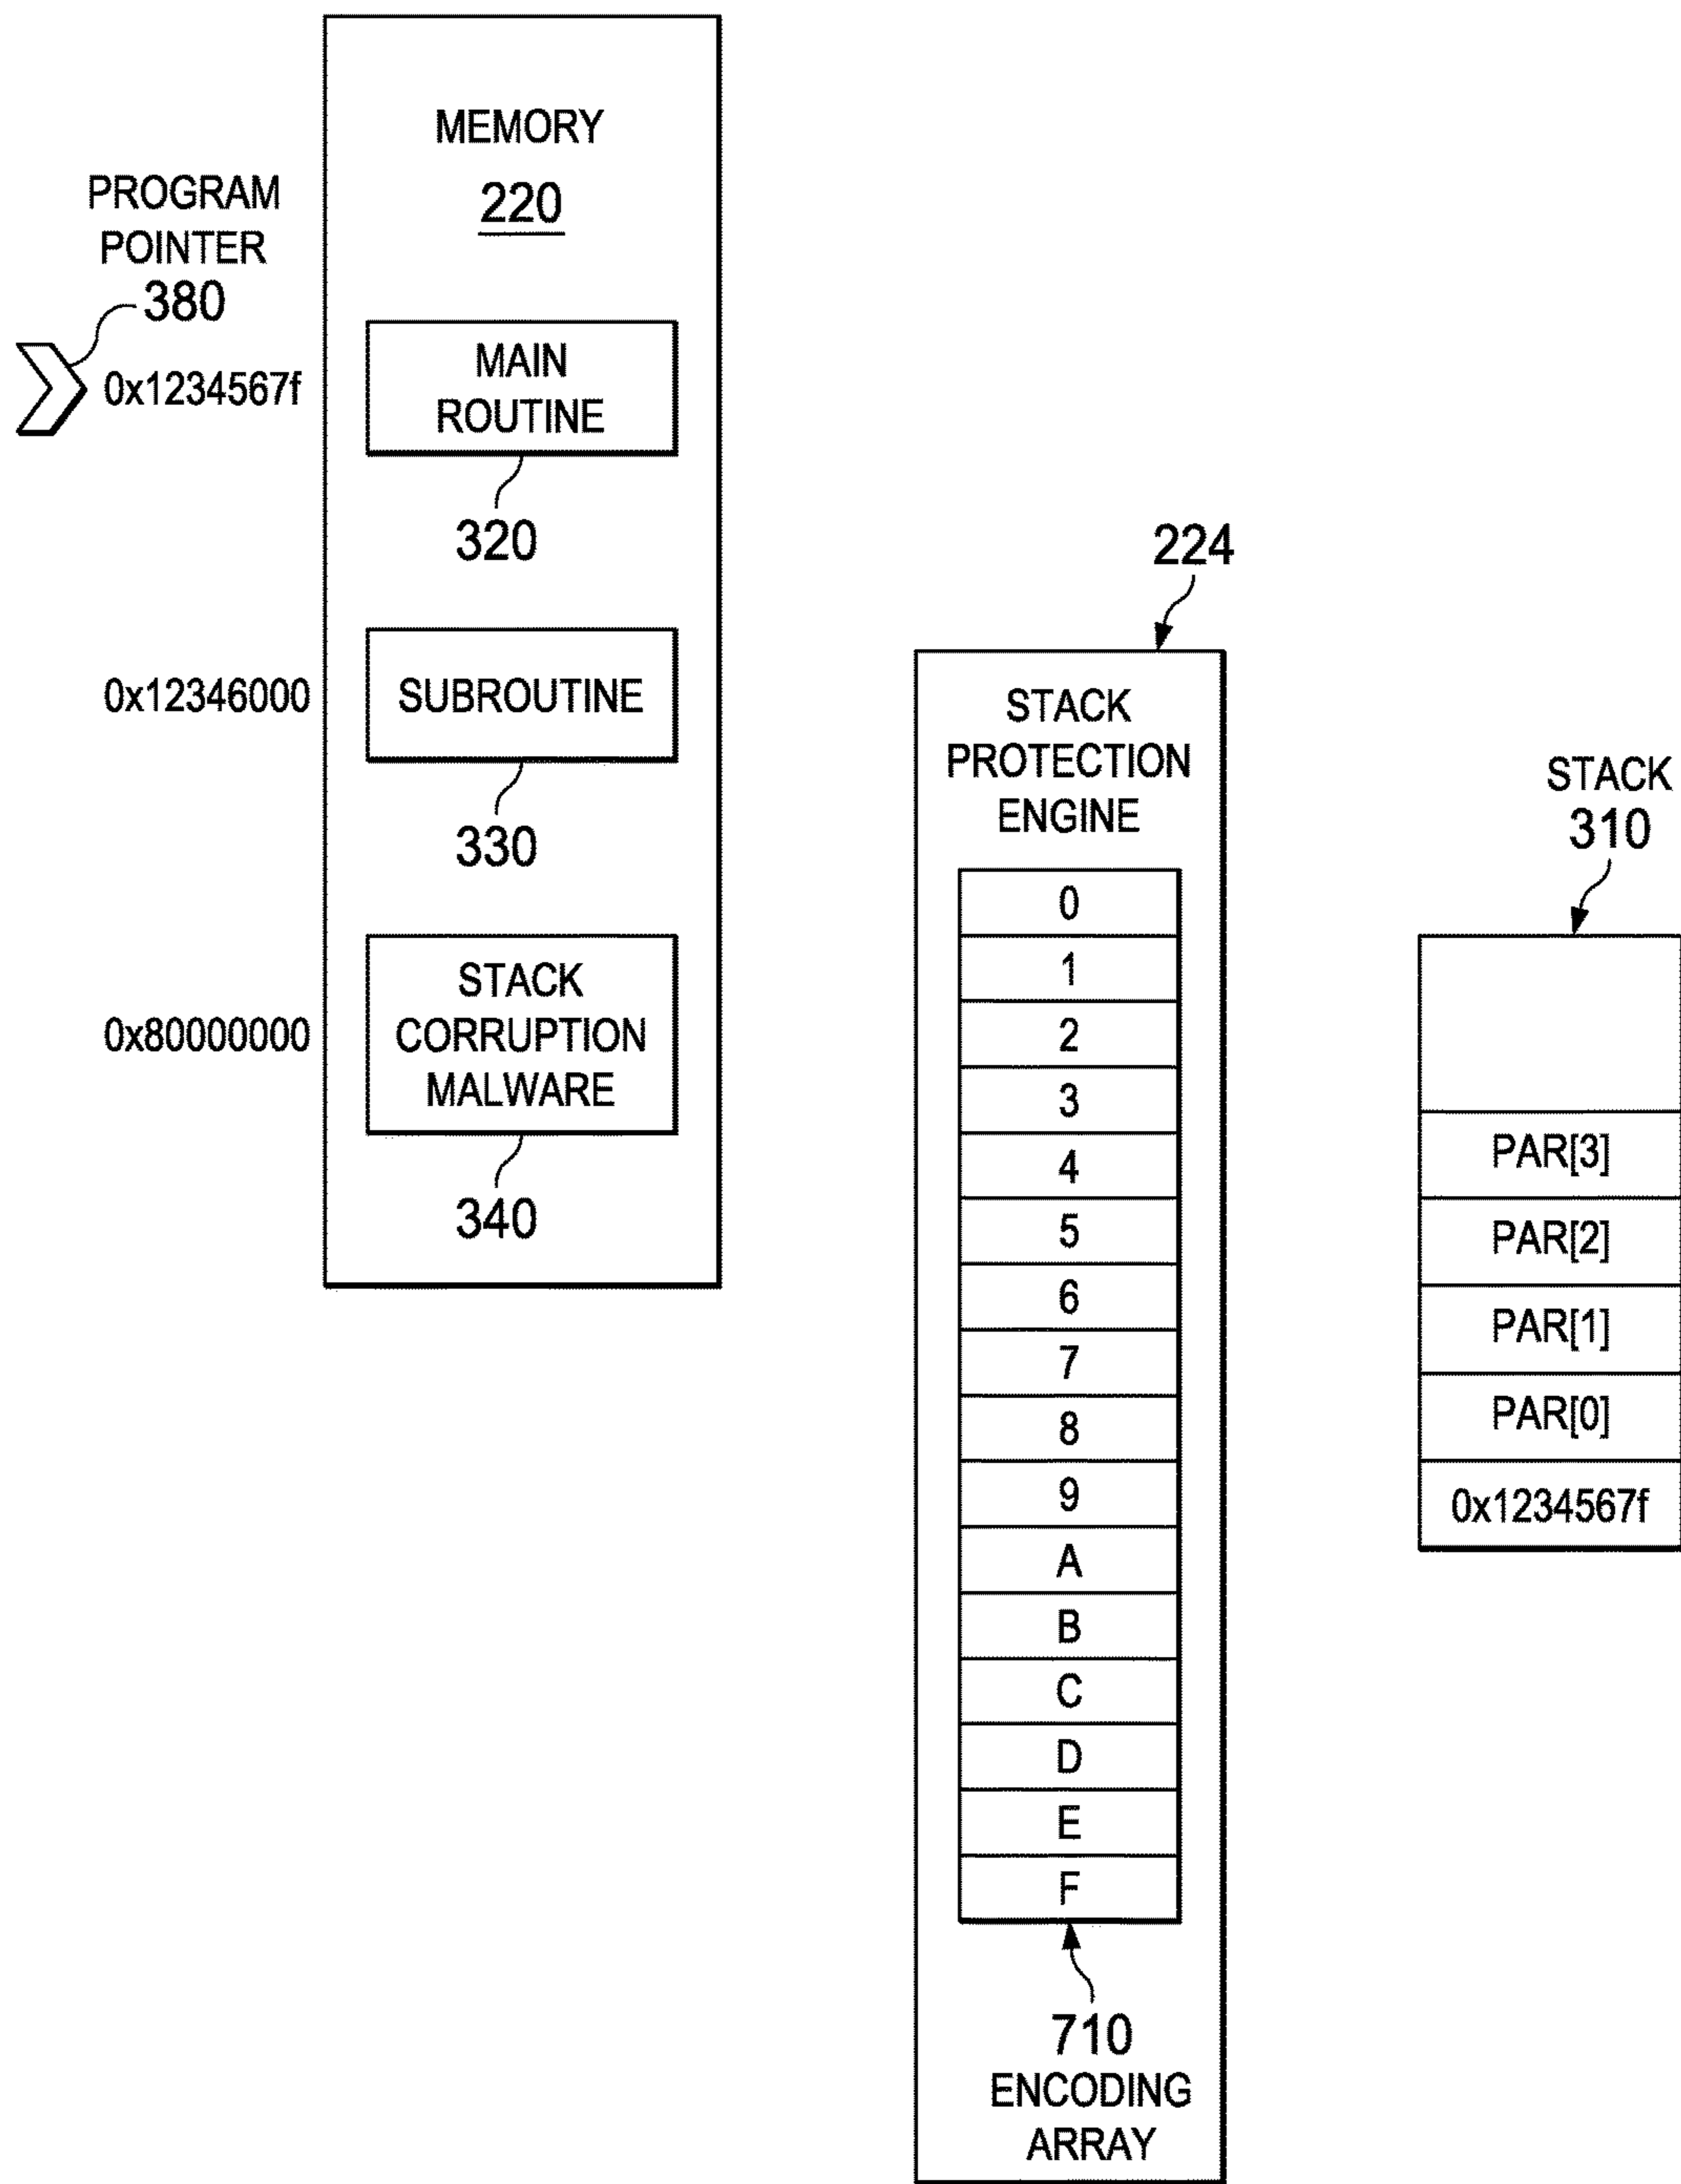 MEMORY
220
PROGRAM
POINTER
380
0x1234567f
MAIN
ROUTINE
320
0x12346000
SUBROUTINE
330
0x80000000
STACK
CORRUPTION
MALWARE
340
224
STACK
PROTECTION
ENGINE
0
1
2
3
4
5
6
7
8
9
A
B
C
D
E
F
710
ENCODING
ARRAY
STACK
310
PAR[3]
PAR[2]
PAR[1]
PAR[0]
0x1234567f